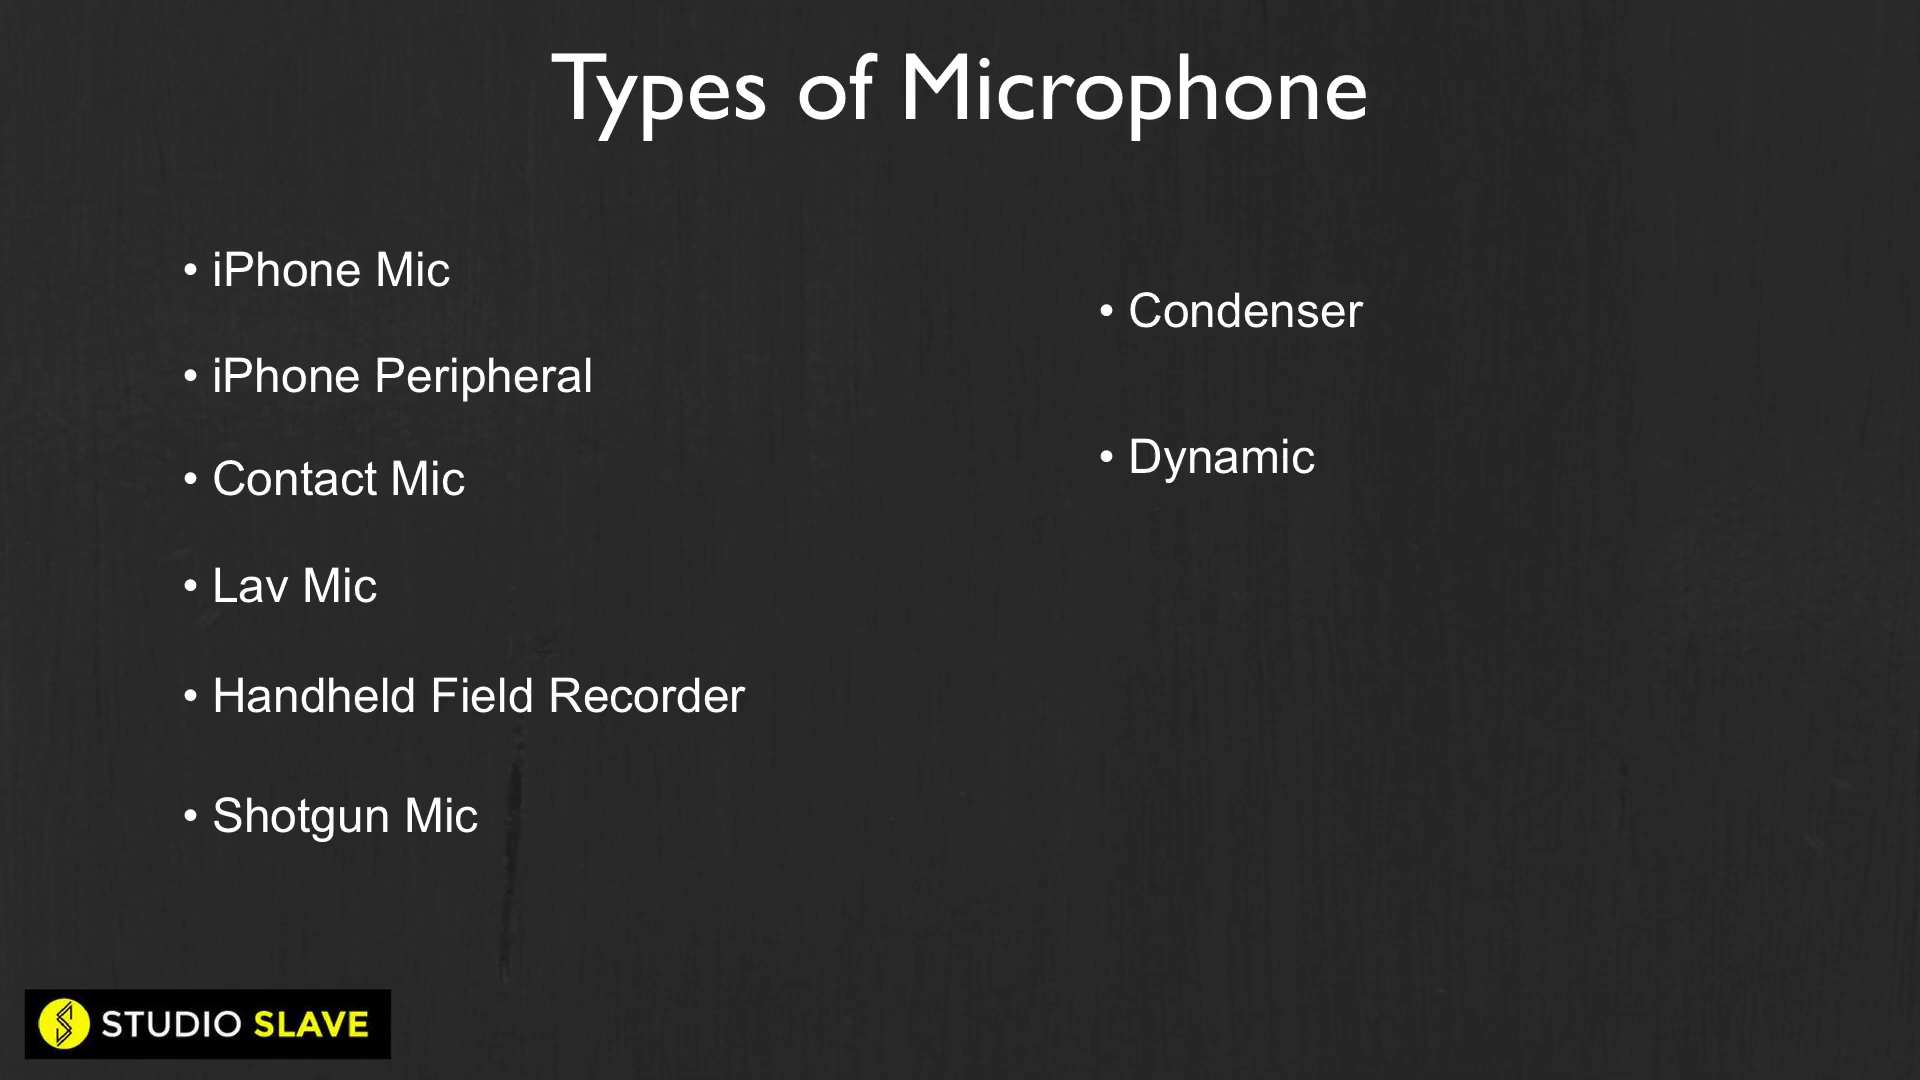 Types of Microphone
• iPhone Mic
• iPhone Peripheral
• Contact Mic
• Lav Mic
• Handheld Field Recorder
• Shotgun Mic
• Condenser
• Dynamic
STUDIO SLAVE